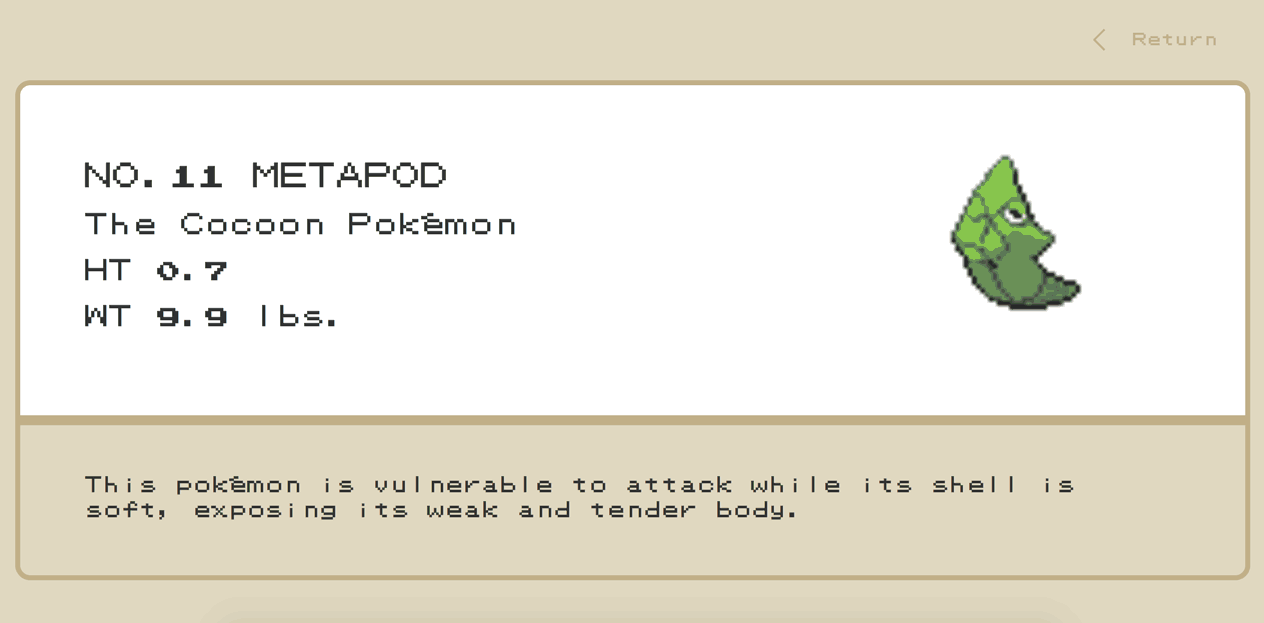 Return
NO. 11 METAPOD
The Cocoon Pokémon
HT 0.7
WT 9.9 lbs.
This pokémon is vulnerable to attack while its shell is
soft, exposing its weak and tender body.